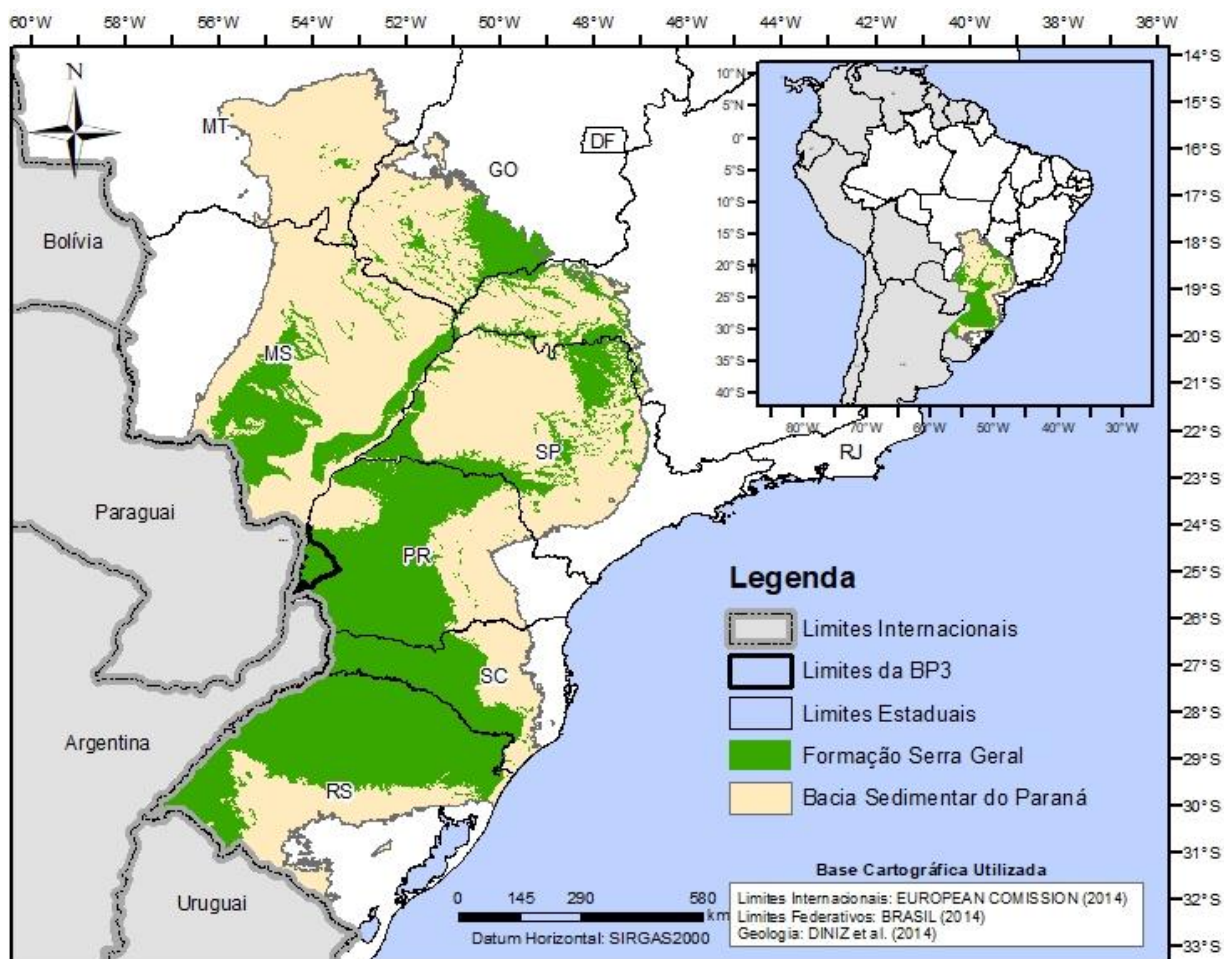 60°W 58°W 56°W 54°W 52°W 50°W 48°W 46°W 44°W 42°W 40°W 38°W 36°W
N
MT
DF
GO
Bolívia
MS
SP
RJ
Paraguai
PR
SC
Argentina
RS
Uruguai
10°N
5°N
0°
5°S
10°S
15°S
20°S
25°S
30°S
35°S
40°S
80°W 70°W 60°W 50°W 40°W 30°W
14°S
15°S
16°S
17°S
18°S
19°S
20°S
21°S
22°S
23°S
24°S
25°S
26°S
27°S
28°S
29°S
30°S
31°S
32°S
33°S
Legenda
Limites Internacionais
Limites da BP3
Limites Estaduais
Formação Serra Geral
Bacia Sedimentar do Paraná
0 145 290 580
km
Datum Horizontal: SIRGAS2000
Base Cartográfica Utilizada
Limites Internacionais: EUROPEAN COMISSION (2014)
Limites Federativos: BRASIL (2014)
Geologia: DINIZ et al. (2014)